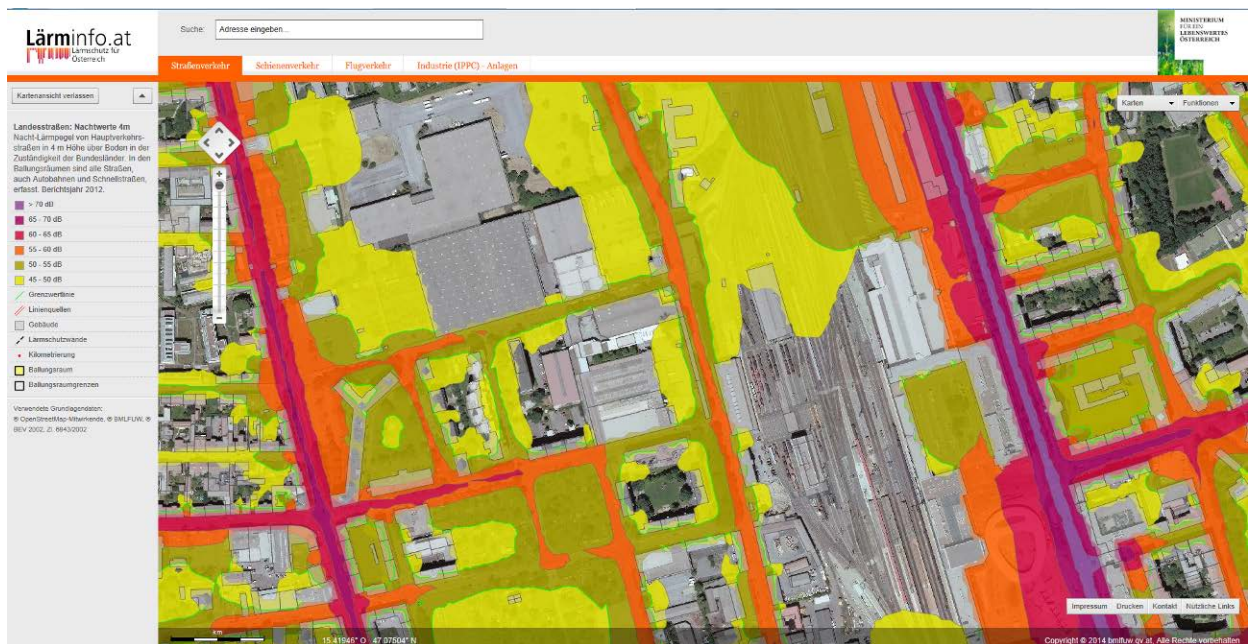 Lärminfo.at
Lärmschutz für
Österreich
Suche:
Adresse eingeben...
MINISTERIUM
FÜR EIN
LEBENSWERTES
ÖSTERREICH
Straßenverkehr
Schienenverkehr
Flugverkehr
Industrie (IPPC) - Anlagen
Kartenansicht verlassen
Karten
Funktionen
Landesstraßen: Nachtwerte 4m
Nacht-Lärmpegel von Hauptverkehrs-
straßen in 4 m Höhe über Boden in der
Zuständigkeit der Bundesländer. In den
Ballungsräumen sind alle Straßen,
auch Autobahnen und Schnellstraßen,
erfasst. Berichtsjahr 2012.
> 70 dB
65 - 70 dB
60 - 65 dB
55 - 60 dB
50 - 55 dB
45 - 50 dB
Grenzwertlinie
Linienquellen
Gebäude
Lärmschutzwände
Kilometrierung
Ballungsraum
Ballungsraumgrenzen
Verwendete Grundlagendaten:
© OpenStreetMap-Mitwirkende, © BMLFUW, ©
BEV 2002, Zl. 6843/2002
Impressum
Drucken
Kontakt
Nützliche Links
km
15.41946° O - 47.07504° N
Copyright © 2014 bmlfuw.gv.at. Alle Rechte vorbehalten